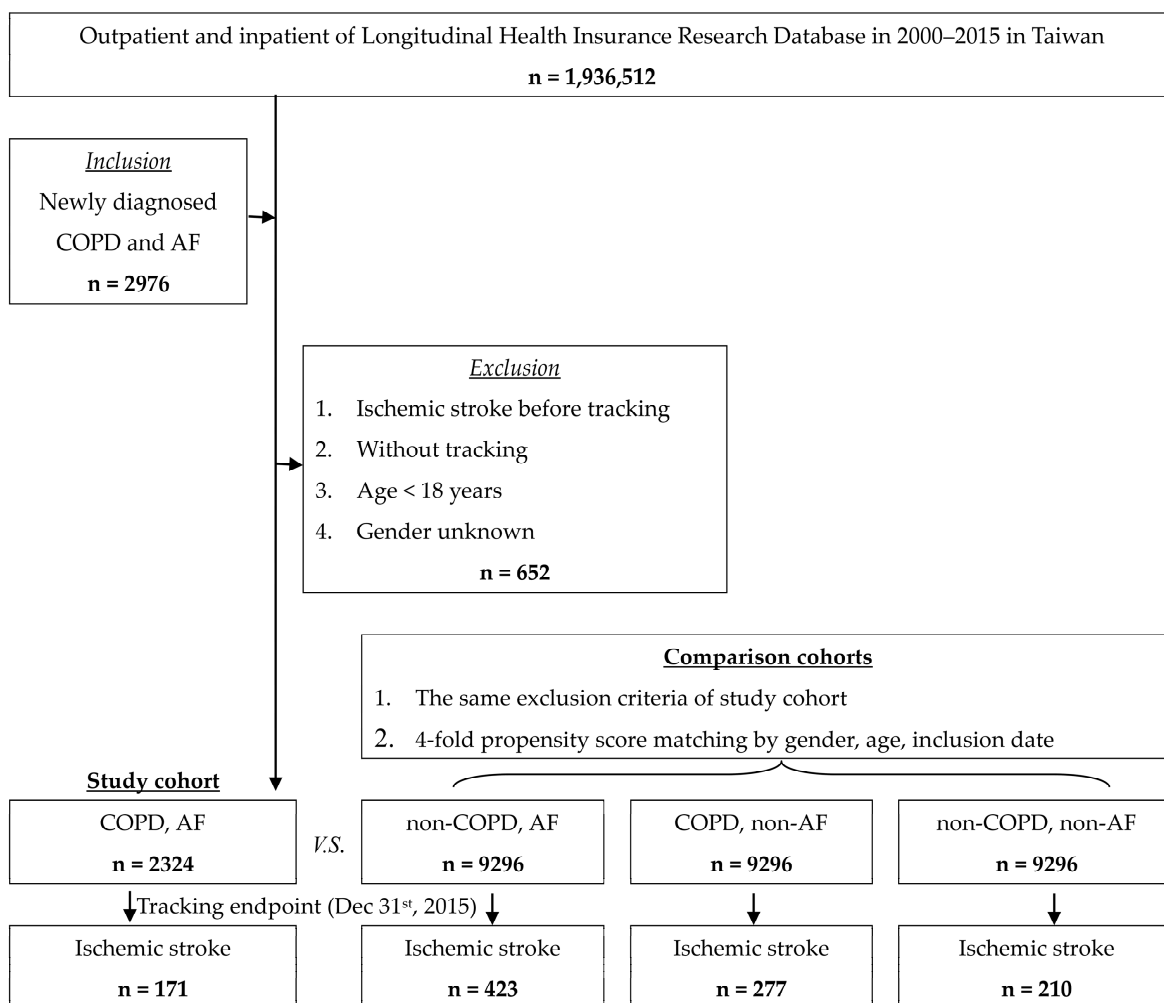 Outpatient and inpatient of Longitudinal Health Insurance Research Database in 2000–2015 in Taiwan
n = 1,936,512
Inclusion
Newly diagnosed
COPD and AF
n = 2976
Exclusion
1. Ischemic stroke before tracking
2. Without tracking
3. Age < 18 years
4. Gender unknown
n = 652
Comparison cohorts
1. The same exclusion criteria of study cohort
2. 4-fold propensity score matching by gender, age, inclusion date
Study cohort
COPD, AF
n = 2324
V.S.
non-COPD, AF
n = 9296
COPD, non-AF
n = 9296
non-COPD, non-AF
n = 9296
Tracking endpoint (Dec 31st, 2015)
Ischemic stroke
n = 171
Ischemic stroke
n = 423
Ischemic stroke
n = 277
Ischemic stroke
n = 210